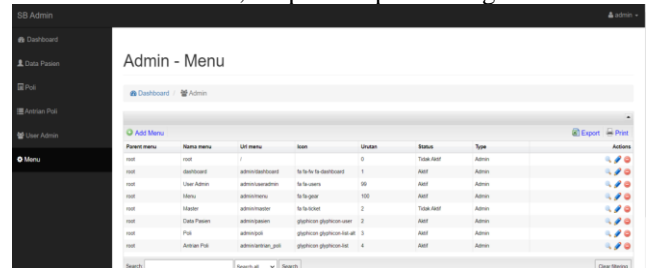 SB Admin admin
Dashboard
Data Pasien
Poli
Antrian Poli
User Admin
Menu
Admin - Menu
Dashboard / Admin
Add Menu Export Print
Parent menu Nama menu Url menu Icon Urutan Status Type Actions
root root / 0 Tidak Aktif Admin
root dashboard admin/dashboard fa fa-fw fa-dashboard 1 Aktif Admin
root User Admin admin/useradmin fa fa-users 99 Aktif Admin
root Menu admin/menu fa fa-gear 100 Aktif Admin
root Master admin/master fa fa-ticket 2 Tidak Aktif Admin
root Data Pasien admin/pasien glyphicon glyphicon-user 2 Aktif Admin
root Poli admin/poli glyphicon glyphicon-list-alt 3 Aktif Admin
root Antrian Poli admin/antrian_poli glyphicon glyphicon-list 4 Aktif Admin
Search: Search all Search Clear filtering